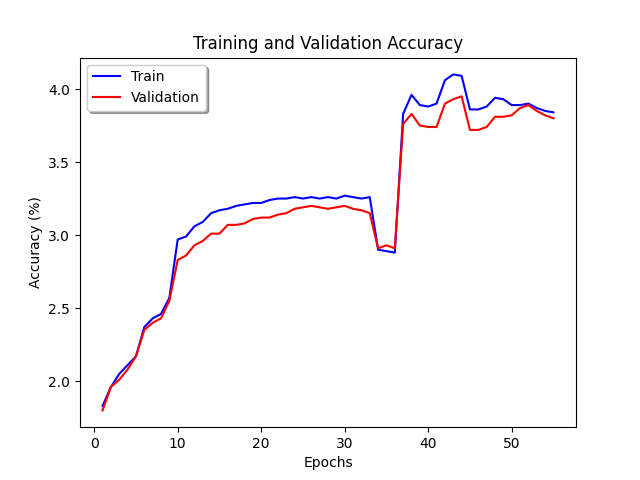 Training and Validation Accuracy
Train
Validation
4.0
3.5
3.0
2.5
2.0
Accuracy (%)
0 10 20 30 40 50
Epochs